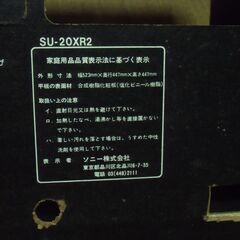 SU-20XR2
家庭用品品質表示法に基づく表示
外形寸法 幅523mm×奥行447mm×高さ441mm
甲板の表面材 合成樹脂化粧板(塩化ビニール樹脂)
取扱い上の注意
イ、直射日光又は熱を避けて下さい。
ロ、加熱したなべ、湯沸かし等を直接置かないで下さい。
ハ、著しい汚れを落とす場合は、うすめた中性洗剤を使用して下さい。
ソニー株式会社
東京都品川区北品川6-7-35
電話 03(448)2111